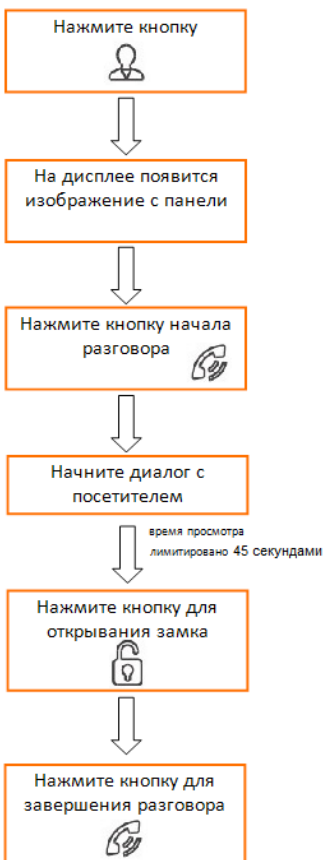 Нажмите кнопку
На дисплее появится
изображение с панели
Нажмите кнопку начала
разговора
Начните диалог с
посетителем
время просмотра
лимитировано 45 секундами
Нажмите кнопку для
открывания замка
Нажмите кнопку для
завершения разговора